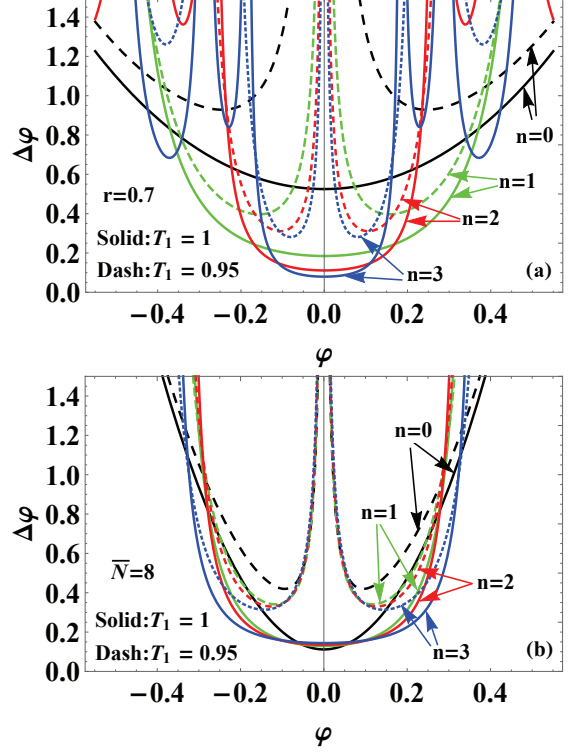 1.4
1.2
1.0
0.8
0.6
0.4
0.2
0.0
Δφ
n=0
n=1
n=2
n=3
r=0.7
Solid:T₁ = 1
Dash:T₁ = 0.95
(a)
−0.4 −0.2 0.0 0.2 0.4
φ
1.4
1.2
1.0
0.8
0.6
0.4
0.2
0.0
Δφ
n=0
n=1
n=2
n=3
N̅=8
Solid:T₁ = 1
Dash:T₁ = 0.95
(b)
−0.4 −0.2 0.0 0.2 0.4
φ